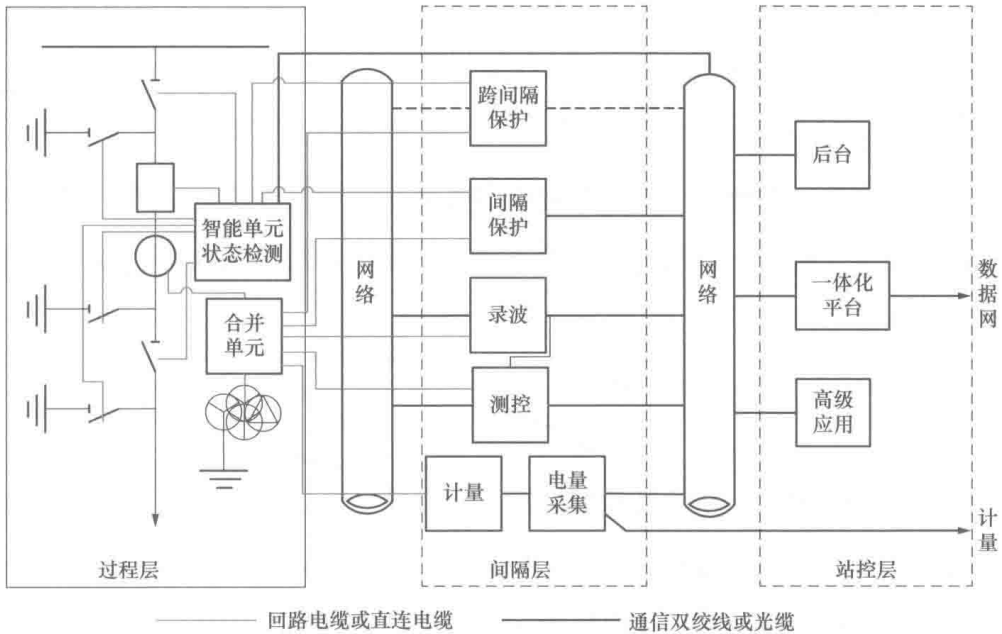 跨间隔
保护
后台
间隔
保护
智能单元
状态检测
网
络
网
络
一体化
平台
数
据
网
录波
合并
单元
测控
高级
应用
计量
电量
采集
计
量
过程层
间隔层
站控层
回路电缆或直连电缆
通信双绞线或光缆